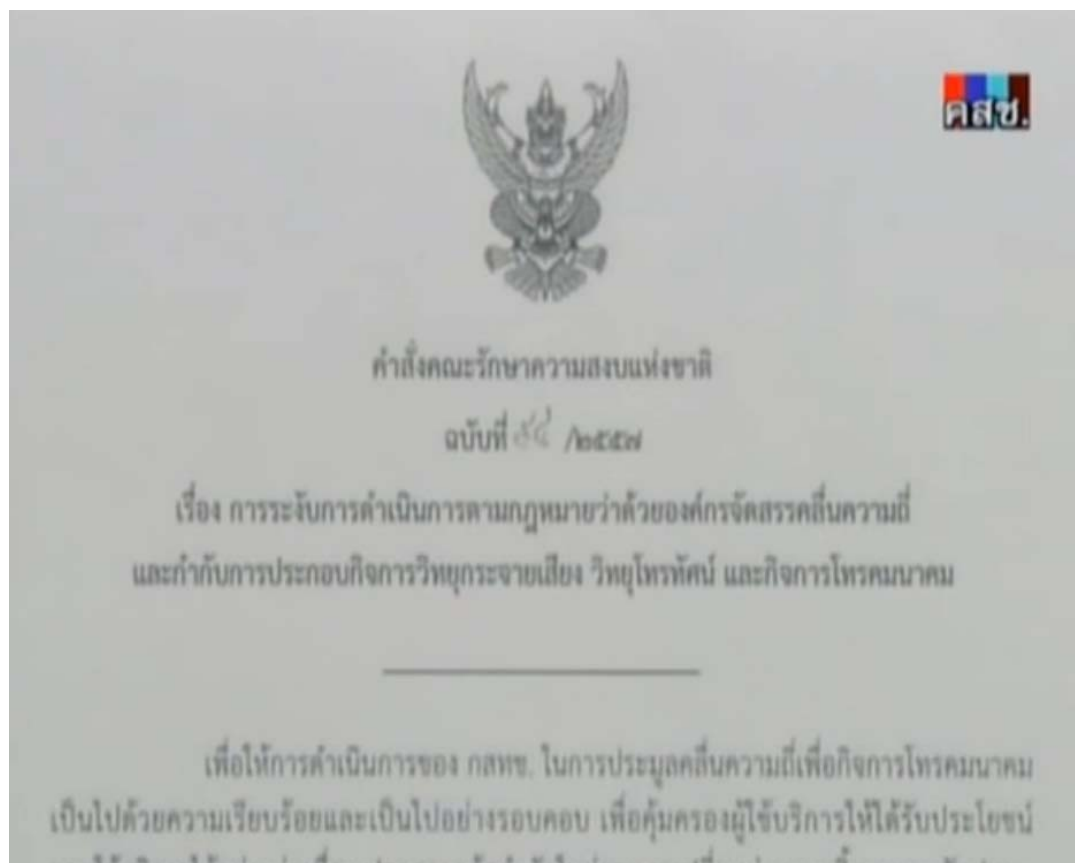 คสช.
คำสั่งคณะรักษาความสงบแห่งชาติ
ฉบับที่ ๙๔ /๒๕๕๗
เรื่อง การระงับการดำเนินการตามกฎหมายว่าด้วยองค์กรจัดสรรคลื่นความถี่
และกำกับการประกอบกิจการวิทยุกระจายเสียง วิทยุโทรทัศน์ และกิจการโทรคมนาคม
เพื่อให้การดำเนินการของ กสทช. ในการประมูลคลื่นความถี่เพื่อกิจการโทรคมนาคม
เป็นไปด้วยความเรียบร้อยและเป็นไปอย่างรอบคอบ เพื่อคุ้มครองผู้ใช้บริการให้ได้รับประโยชน์